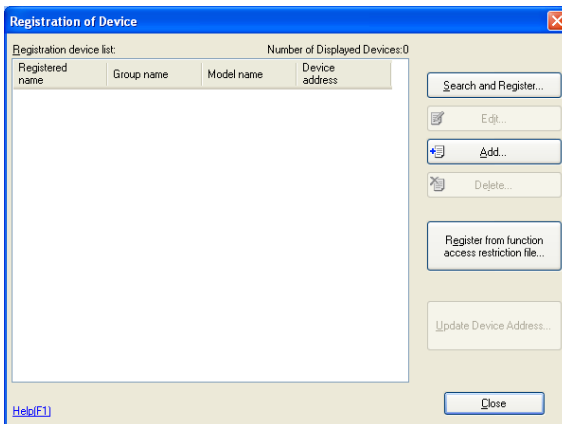 Registration of Device
Registration device list:
Number of Displayed Devices:0
Registered name
Group name
Model name
Device address
Search and Register...
Edit...
Add...
Delete...
Register from function
access restriction file...
Update Device Address...
Close
Help(F1)